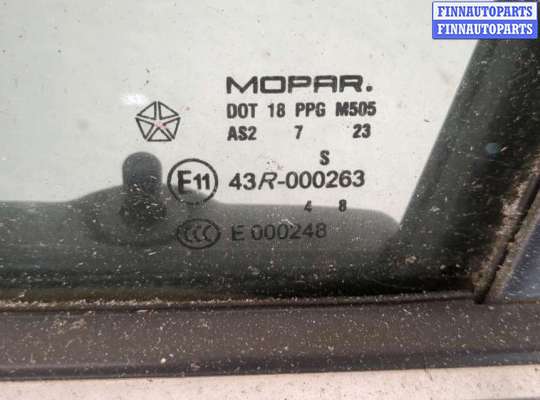 FINNAUTOPARTS
FINNAUTOPARTS
MOPAR.
DOT 18 PPG M505
AS2 7 23
S
E11 43R-000263
4 8
CCC E 000248